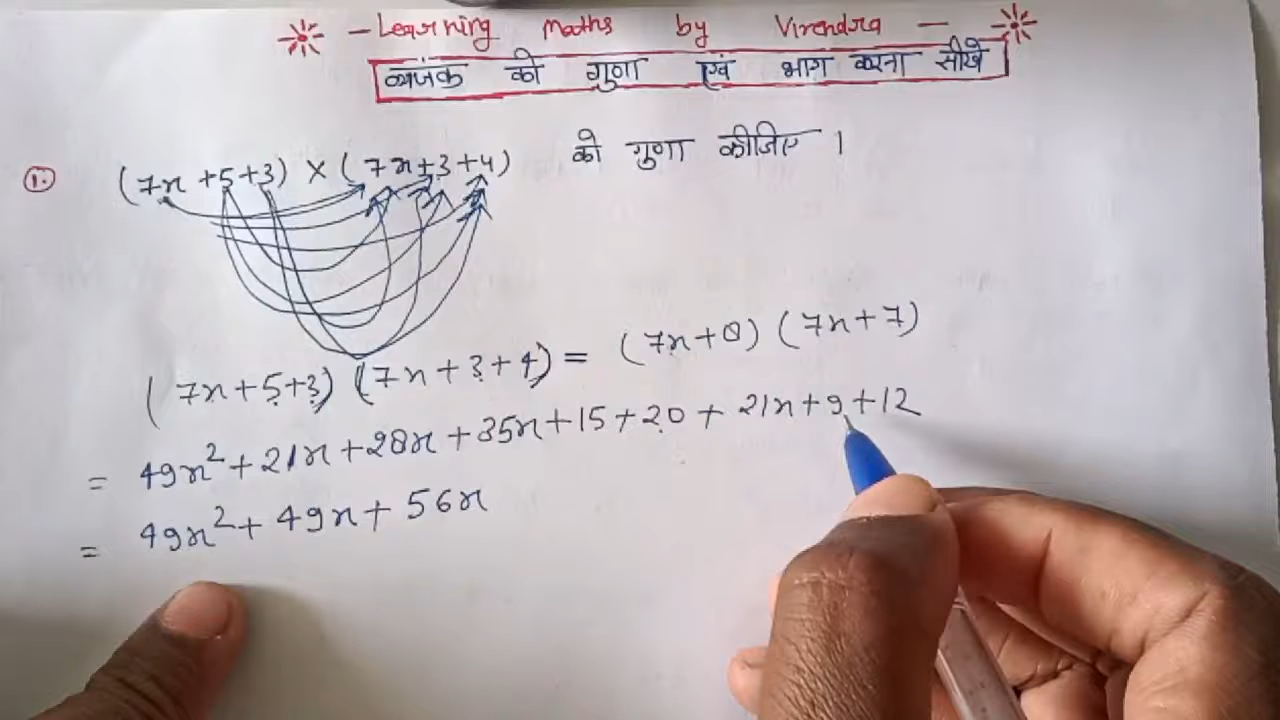 - Learning Maths by Virendra -
व्यजंक की गुणा एवं भाग करना सीखे
1. (7x +5+3) × (7x+3+4) को गुणा कीजिए ।
(7x+5+3) (7x+3+4) = (7x+8) (7x+7)
= 49x²+21x+28x+35x+15+20+21x+9+12
= 49x²+49x+56x